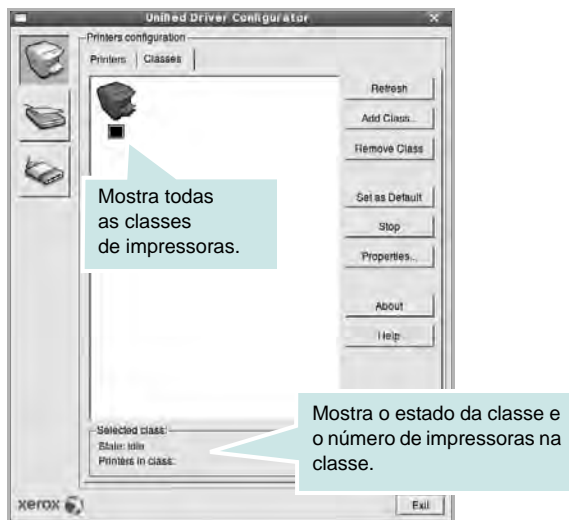 Unified Driver Configurator
Printers configuration
Printers Classes
Refresh
Add Class...
Remove Class
Set as Default
Stop
Properties...
About
Help
Mostra todas
as classes
de impressoras.
Selected class:
State: Idle
Printers in class:
Mostra o estado da classe e
o número de impressoras na
classe.
xerox
Exit